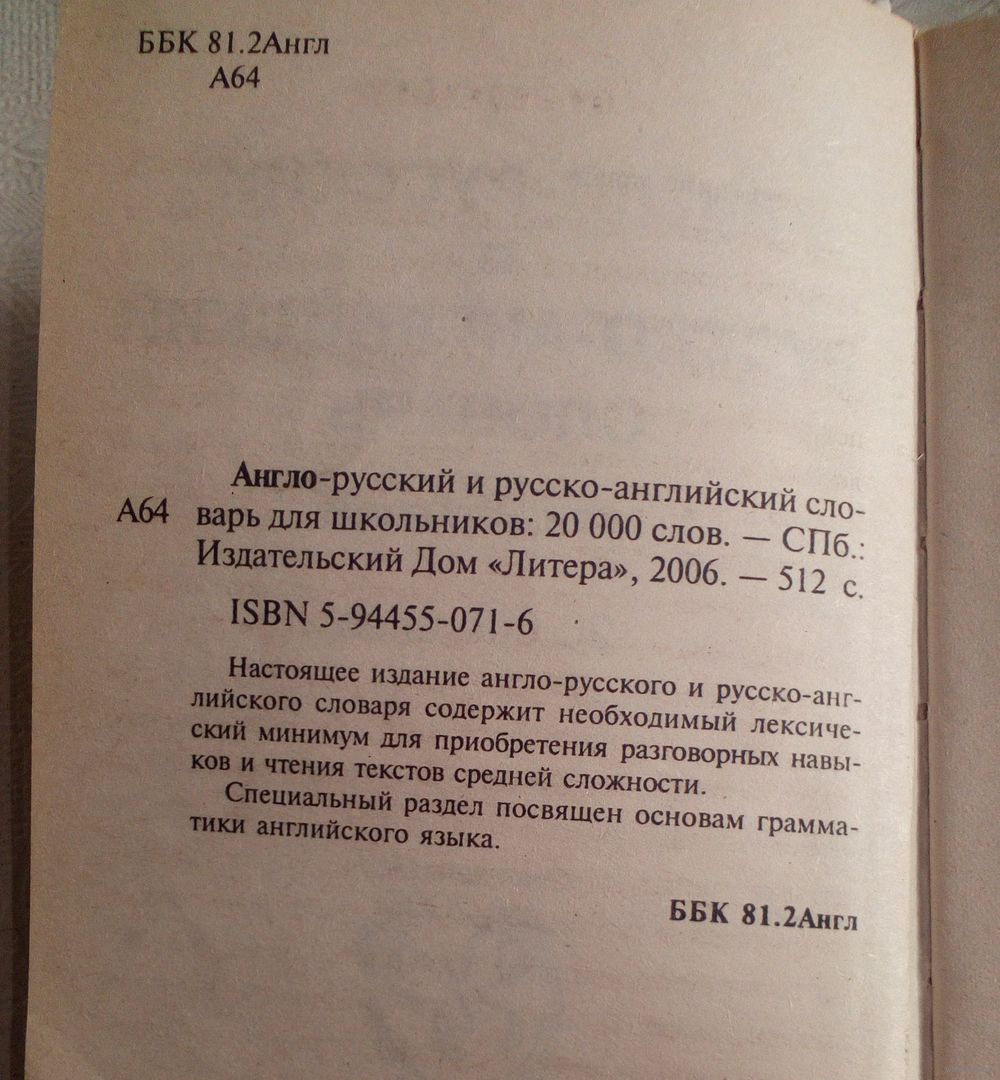 ББК 81.2Англ
А64
Англо-русский и русско-английский сло-
А64 варь для школьников: 20 000 слов. — СПб.:
Издательский Дом «Литера», 2006. — 512 с.
ISBN 5-94455-071-6
Настоящее издание англо-русского и русско-анг-
лийского словаря содержит необходимый лексиче-
ский минимум для приобретения разговорных навы-
ков и чтения текстов средней сложности.
Специальный раздел посвящен основам грамма-
тики английского языка.
ББК 81.2Англ